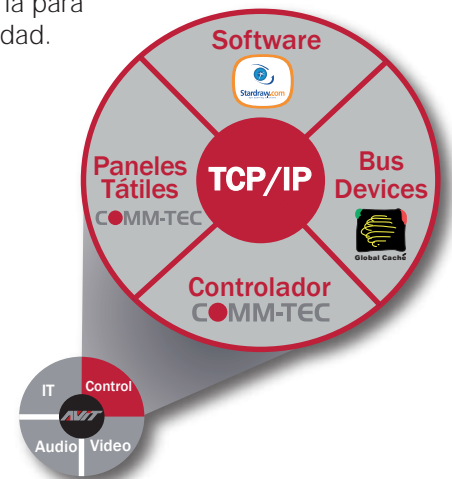 la para
dad.
Software
Stardraw.com
Paneles
Tátiles
COMM-TEC
TCP/IP
Bus
Devices
Global Caché
Controlador
COMM-TEC
IT
Control
AVIT
Audio
Video